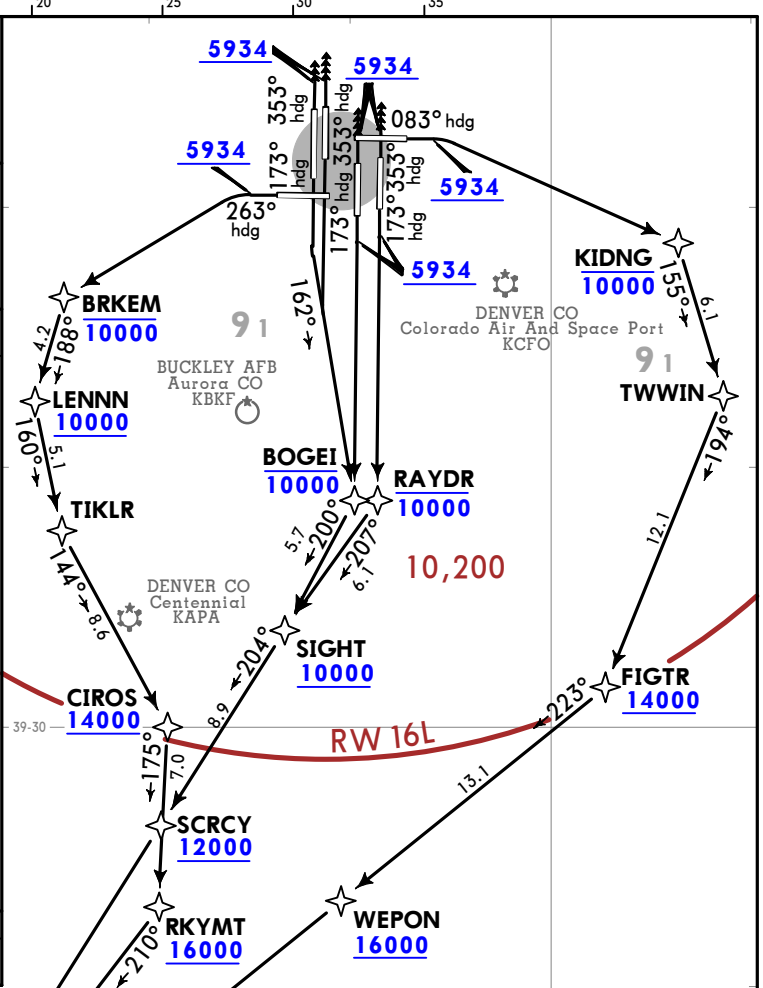 20
25
30
35
5934
5934
353°
hdg
353°
hdg
083° hdg
5934
173°
hdg
353°
hdg
5934
263°
hdg
173°
hdg
173°
hdg
5934
KIDNG
10000
155°
6.1
BRKEM
10000
162°
91
DENVER CO
Colorado Air And Space Port
KCFO
91
4.2
188°
BUCKLEY AFB
Aurora CO
KBKF
LENNN
10000
TWWIN
160°
5.1
194°
BOGEI
10000
RAYDR
10000
TIKLR
200°
5.7
207°
6.1
12.1
10,200
144°
8.6
DENVER CO
Centennial
KAPA
SIGHT
10000
204°
FIGTR
14000
CIROS
14000
8.9
223°
39-30
RW 16L
175°
7.0
13.1
SCRCY
12000
RKYMT
16000
WEPON
16000
210°